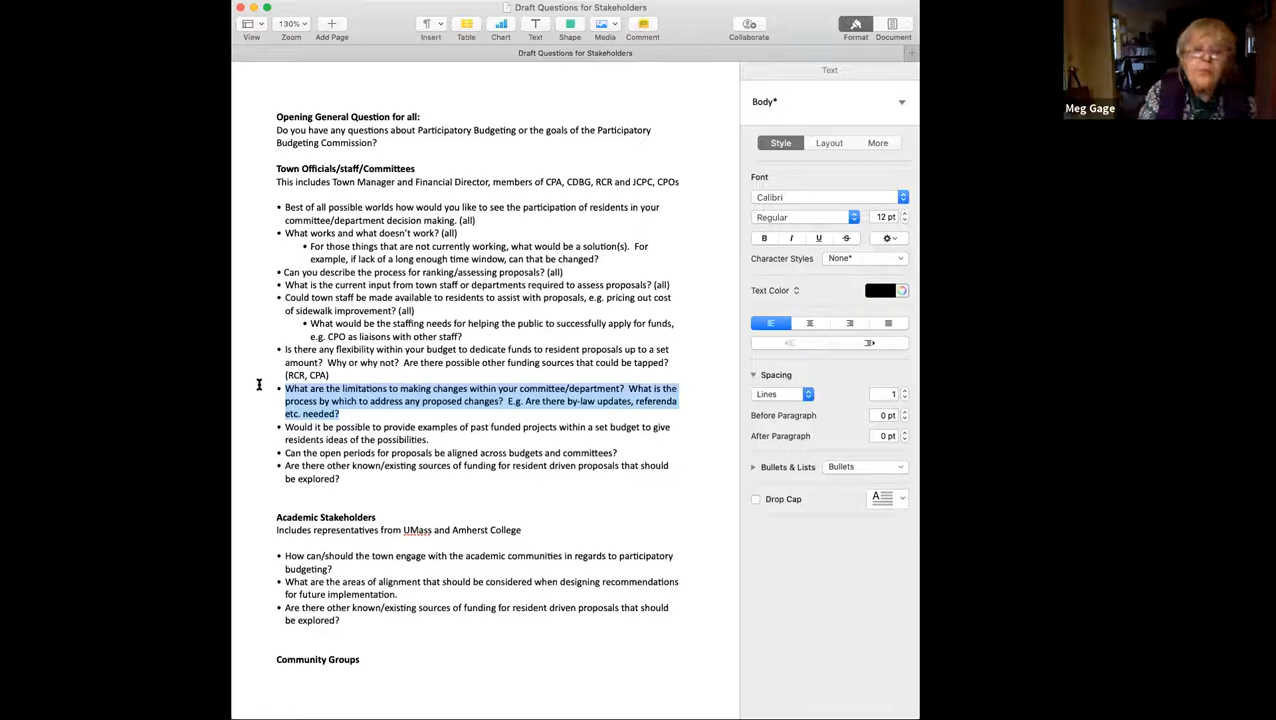 Draft Questions for Stakeholders
130%
View
Zoom
Add Page
Insert
Table
Chart
Text
Shape
Media
Comment
Collaborate
Format
Document
Draft Questions for Stakeholders
Opening General Question for all:
Do you have any questions about Participatory Budgeting or the goals of the Participatory
Budgeting Commission?
Town Officials/staff/Committees
This includes Town Manager and Financial Director, members of CPA, CDBG, RCR and JCPC, CPOs
• Best of all possible worlds how would you like to see the participation of residents in your
committee/department decision making. (all)
• What works and what doesn't work? (all)
• For those things that are not currently working, what would be a solution(s). For
example, if lack of a long enough time window, can that be changed?
• Can you describe the process for ranking/assessing proposals? (all)
• What is the current input from town staff or departments required to assess proposals? (all)
• Could town staff be made available to residents to assist with proposals, e.g. pricing out cost
of sidewalk improvement? (all)
• What would be the staffing needs for helping the public to successfully apply for funds,
e.g. CPO as liaisons with other staff?
• Is there any flexibility within your budget to dedicate funds to resident proposals up to a set
amount? Why or why not? Are there possible other funding sources that could be tapped?
(RCR, CPA)
• What are the limitations to making changes within your committee/department? What is the
process by which to address any proposed changes? E.g. Are there by-law updates, referenda
etc. needed?
• Would it be possible to provide examples of past funded projects within a set budget to give
residents ideas of the possibilities.
• Can the open periods for proposals be aligned across budgets and committees?
• Are there other known/existing sources of funding for resident driven proposals that should
be explored?
Academic Stakeholders
Includes representatives from UMass and Amherst College
• How can/should the town engage with the academic communities in regards to participatory
budgeting?
• What are the areas of alignment that should be considered when designing recommendations
for future implementation.
• Are there other known/existing sources of funding for resident driven proposals that should
be explored?
Community Groups
Text
Body*
Style
Layout
More
Font
Calibri
Regular
12 pt
B
I
U
S
Character Styles
None*
Text Color
Spacing
Lines
1
Before Paragraph
0 pt
After Paragraph
0 pt
Bullets & Lists
Bullets
Drop Cap
A
Meg Gage